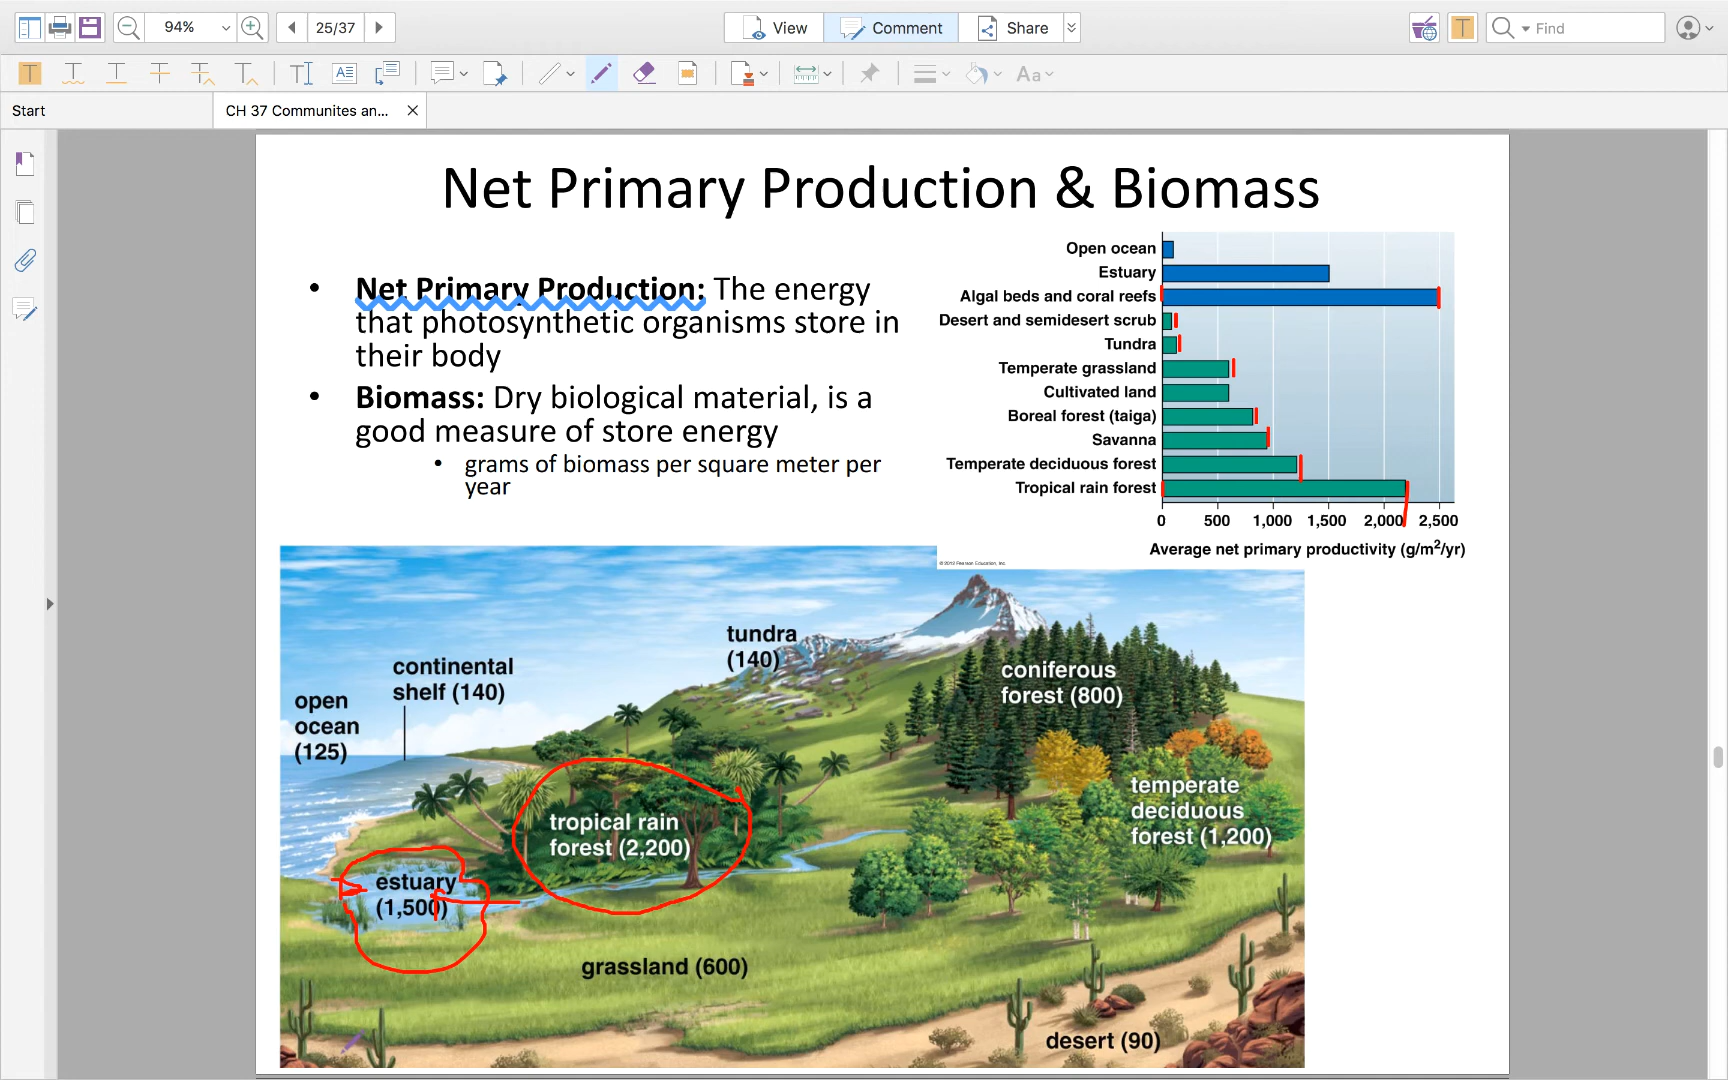 94%
25/37
View
Comment
Share
T
Find
T
T
T
T
T
T
T
AE
Aa
Start
CH 37 Communites an...
Net Primary Production & Biomass
• Net Primary Production: The energy
that photosynthetic organisms store in
their body
• Biomass: Dry biological material, is a
good measure of store energy
• grams of biomass per square meter per
year
Open ocean
Estuary
Algal beds and coral reefs
Desert and semidesert scrub
Tundra
Temperate grassland
Cultivated land
Boreal forest (taiga)
Savanna
Temperate deciduous forest
Tropical rain forest
0 500 1,000 1,500 2,000 2,500
Average net primary productivity (g/m²/yr)
© 2012 Pearson Education, Inc.
open
ocean
(125)
continental
shelf (140)
tundra
(140)
coniferous
forest (800)
temperate
deciduous
forest (1,200)
tropical rain
forest (2,200)
estuary
(1,500)
grassland (600)
desert (90)